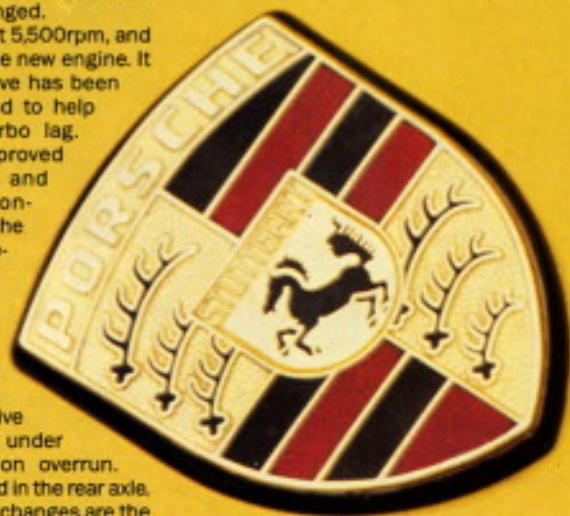 nged.
t 5,500rpm, and
e new engine. It
ve has been
d to help
rbo lag.
proved
and
on-
he
e-
lve
under
on overrun.
d in the rear axle.
changes are the
PORSCHE
STUTTGART